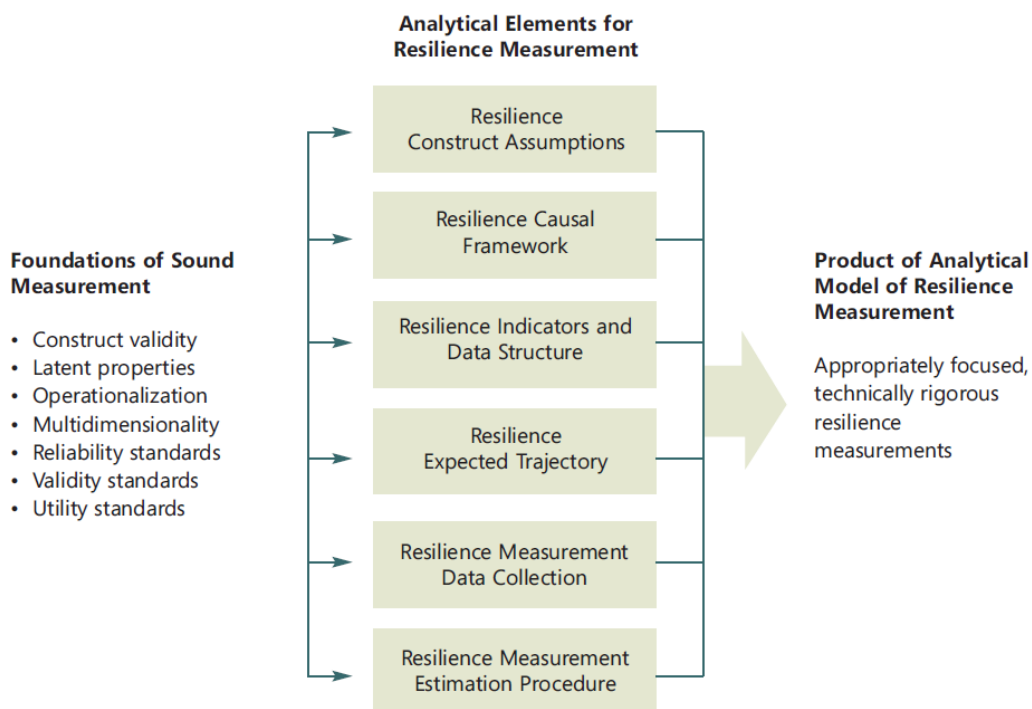 Analytical Elements for
Resilience Measurement
Resilience
Construct Assumptions
Resilience Causal
Framework
Resilience Indicators and
Data Structure
Resilience
Expected Trajectory
Resilience Measurement
Data Collection
Resilience Measurement
Estimation Procedure
Foundations of Sound
Measurement
• Construct validity
• Latent properties
• Operationalization
• Multidimensionality
• Reliability standards
• Validity standards
• Utility standards
Product of Analytical
Model of Resilience
Measurement
Appropriately focused,
technically rigorous
resilience
measurements